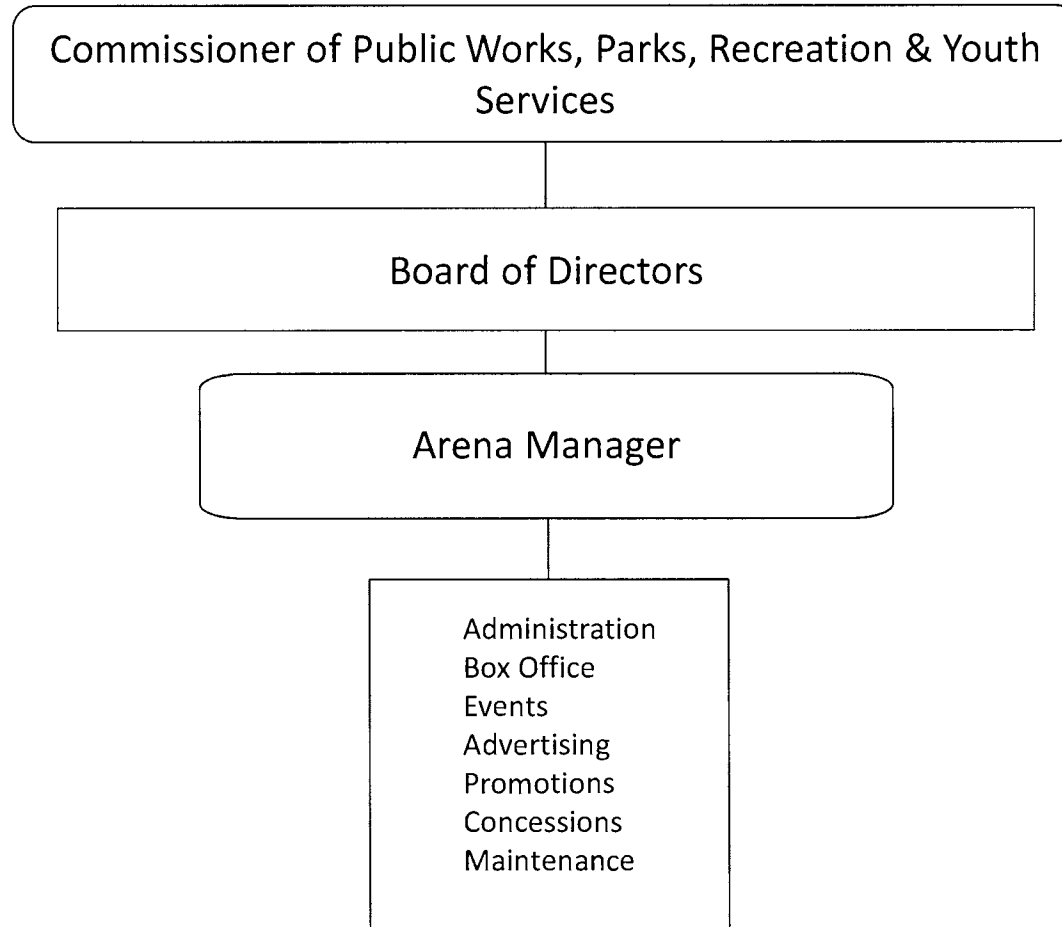 Commissioner of Public Works, Parks, Recreation & Youth
Services
Board of Directors
Arena Manager
Administration
Box Office
Events
Advertising
Promotions
Concessions
Maintenance